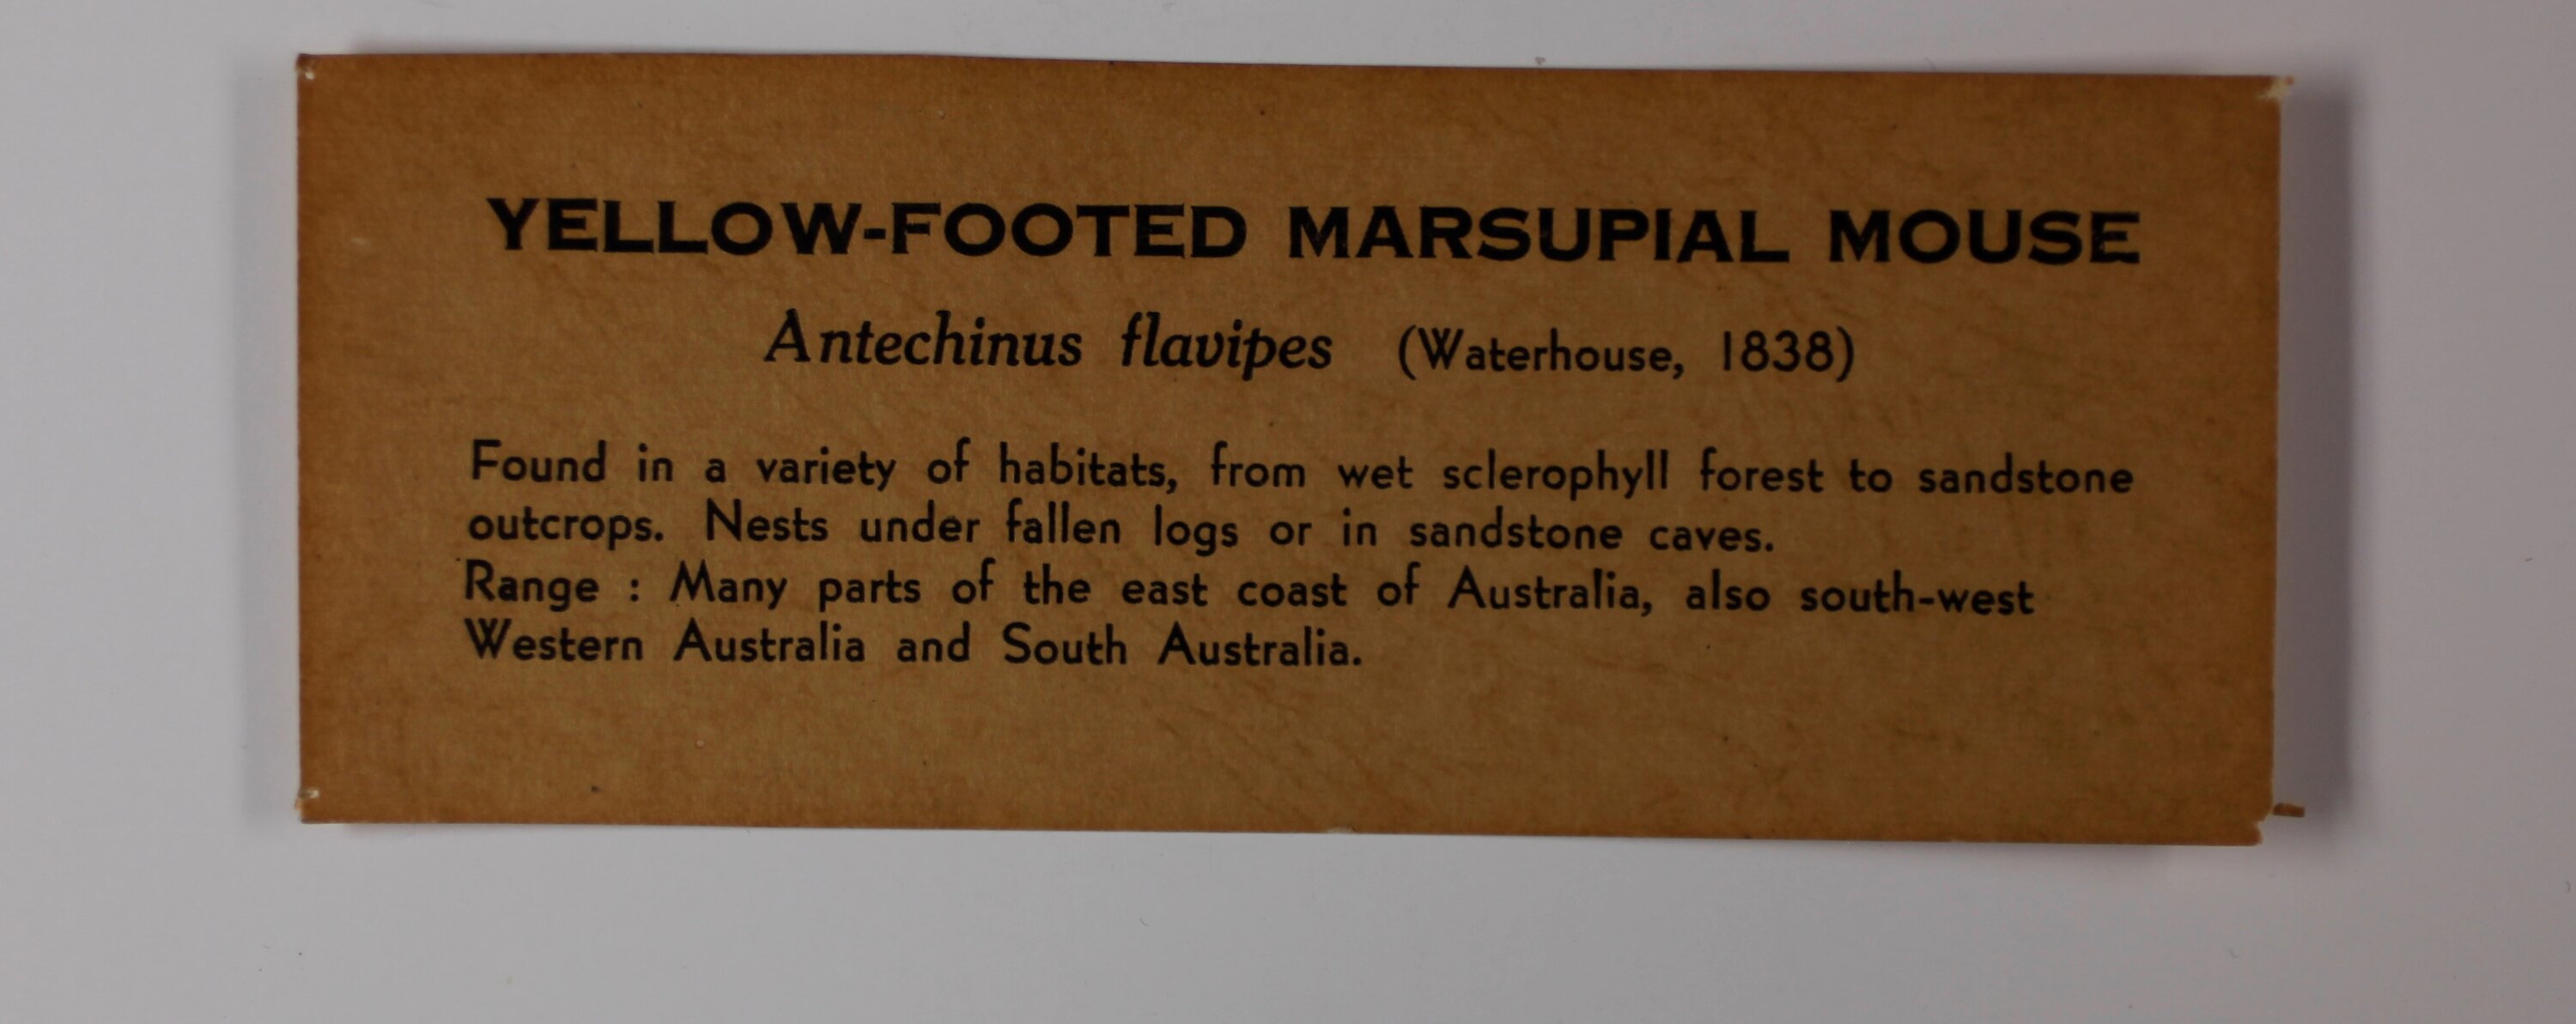 YELLOW-FOOTED MARSUPIAL MOUSE
Antechinus flavipes (Waterhouse, 1838)
Found in a variety of habitats, from wet sclerophyll forest to sandstone
outcrops. Nests under fallen logs or in sandstone caves.
Range : Many parts of the east coast of Australia, also south-west
Western Australia and South Australia.